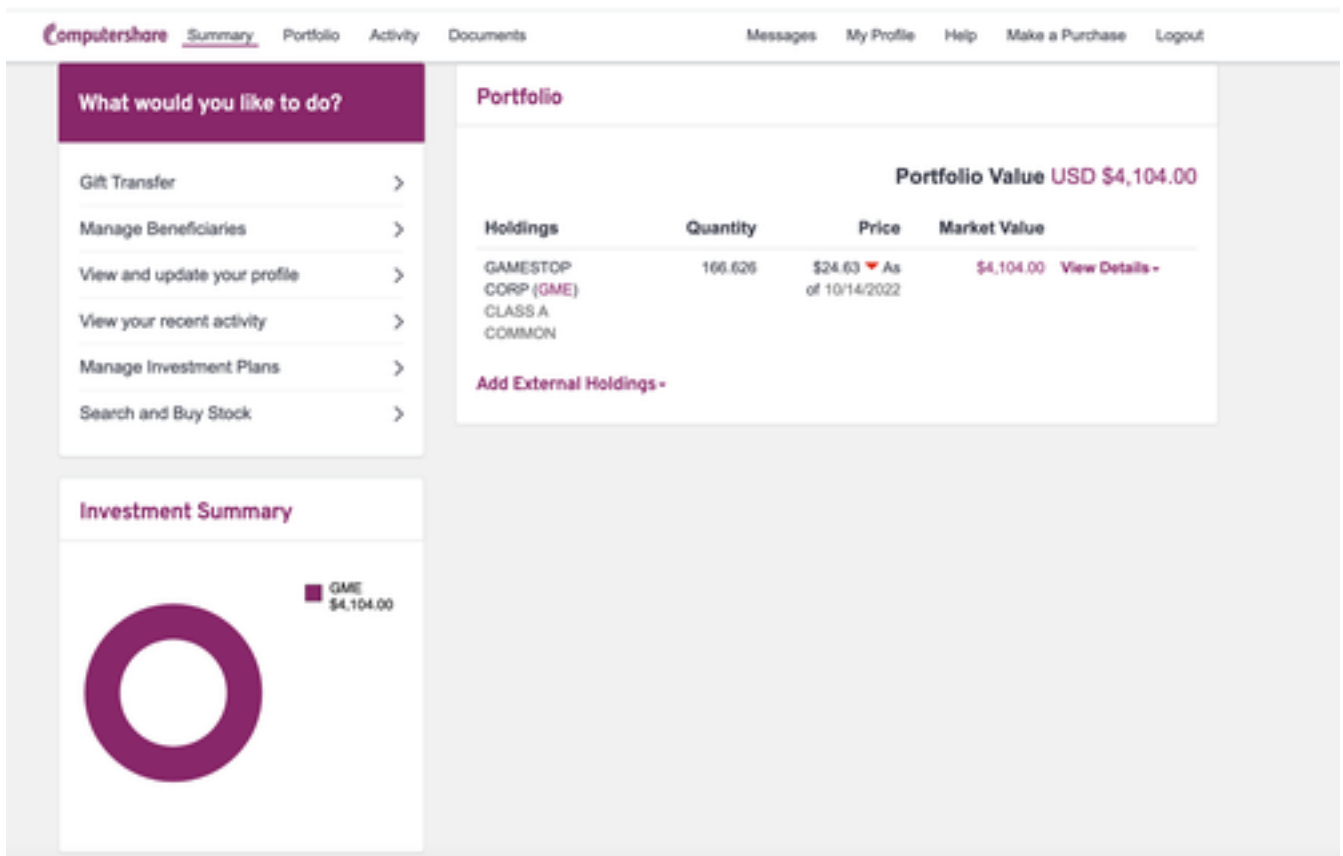 Computershare Summary Portfolio Activity Documents Messages My Profile Help Make a Purchase Logout
What would you like to do?
Gift Transfer
Manage Beneficiaries
View and update your profile
View your recent activity
Manage Investment Plans
Search and Buy Stock
Portfolio
Portfolio Value USD $4,104.00
Holdings Quantity Price Market Value
GAMESTOP 166.626 $24.63 As $4,104.00 View Details
CORP (GME) of 10/14/2022
CLASS A
COMMON
Add External Holdings
Investment Summary
GME
$4,104.00